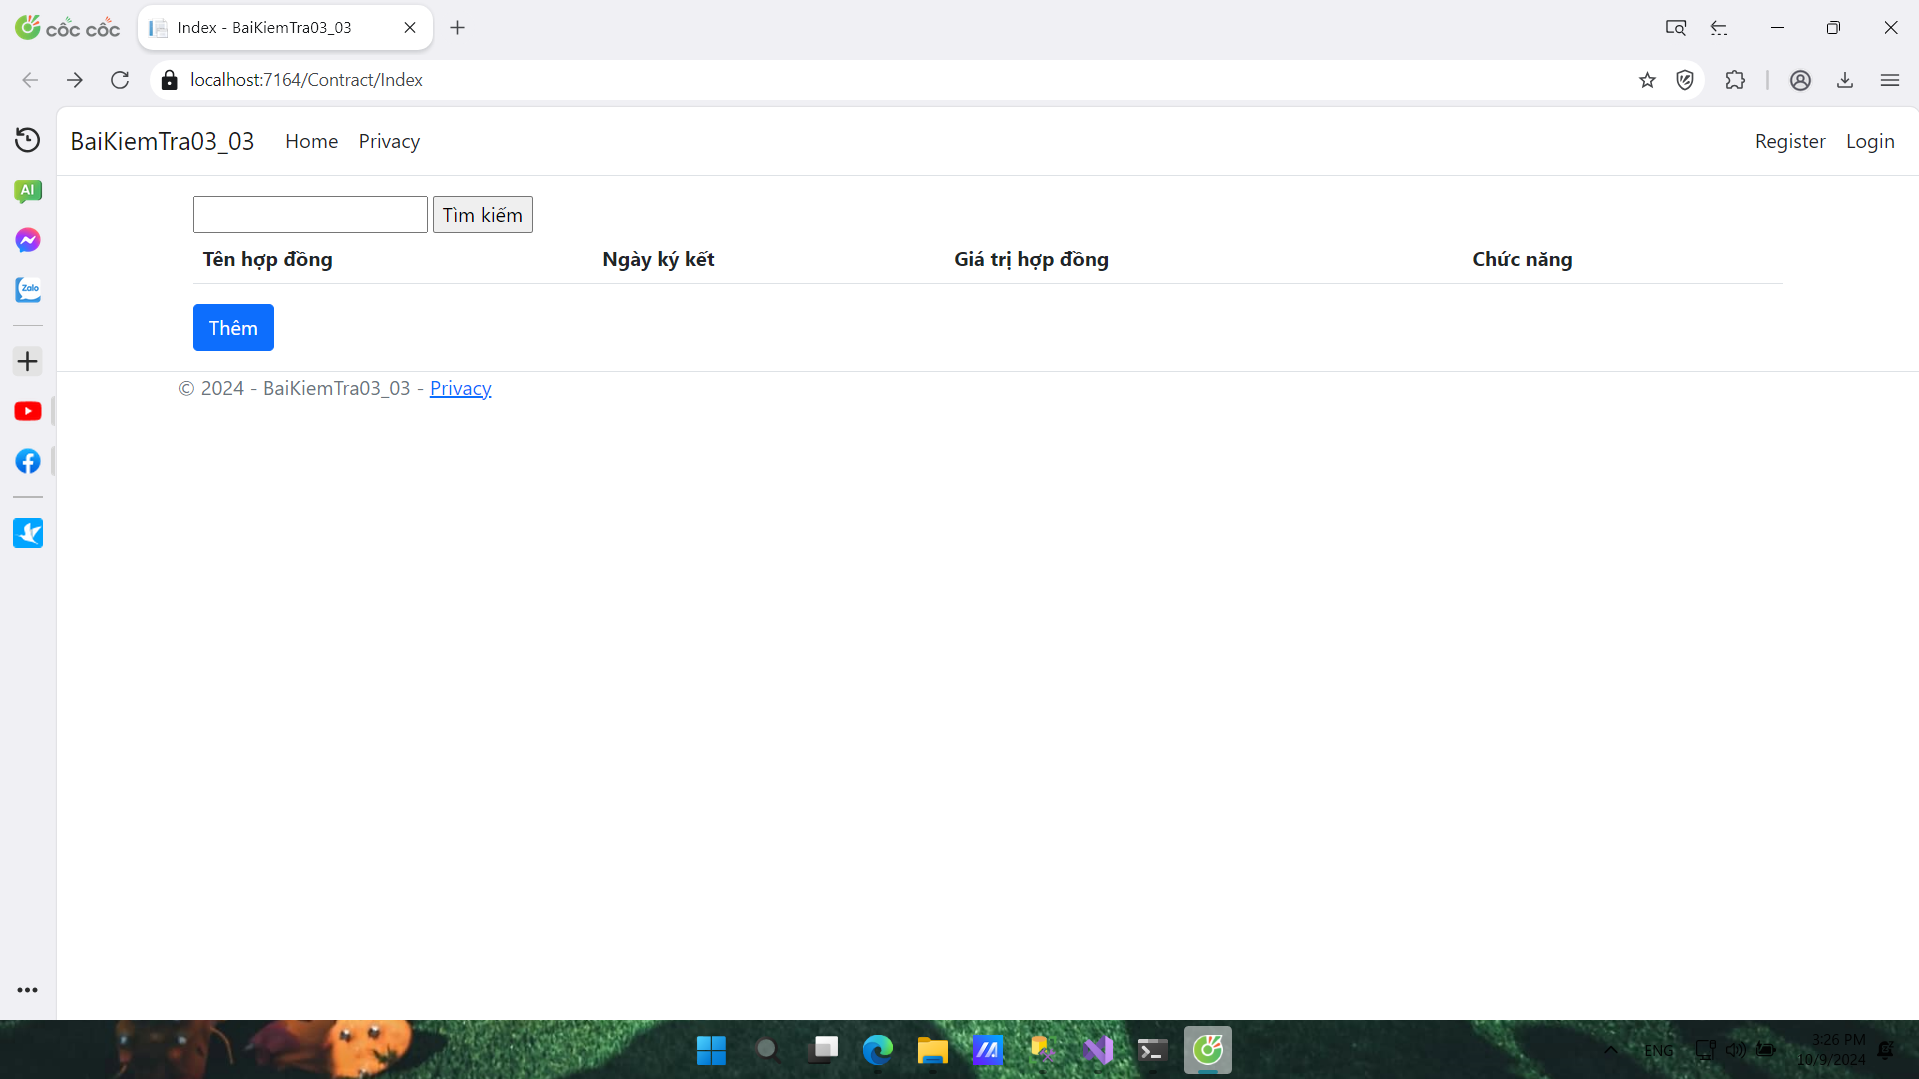 cốc cốc
Index - BaiKiemTra03_03
localhost:7164/Contract/Index
BaiKiemTra03_03 Home Privacy Register Login
AI
Tìm kiếm
Zalo
Tên hợp đồng Ngày ký kết Giá trị hợp đồng Chức năng
Thêm
© 2024 - BaiKiemTra03_03 - Privacy
ENG
3:26 PM
10/9/2024